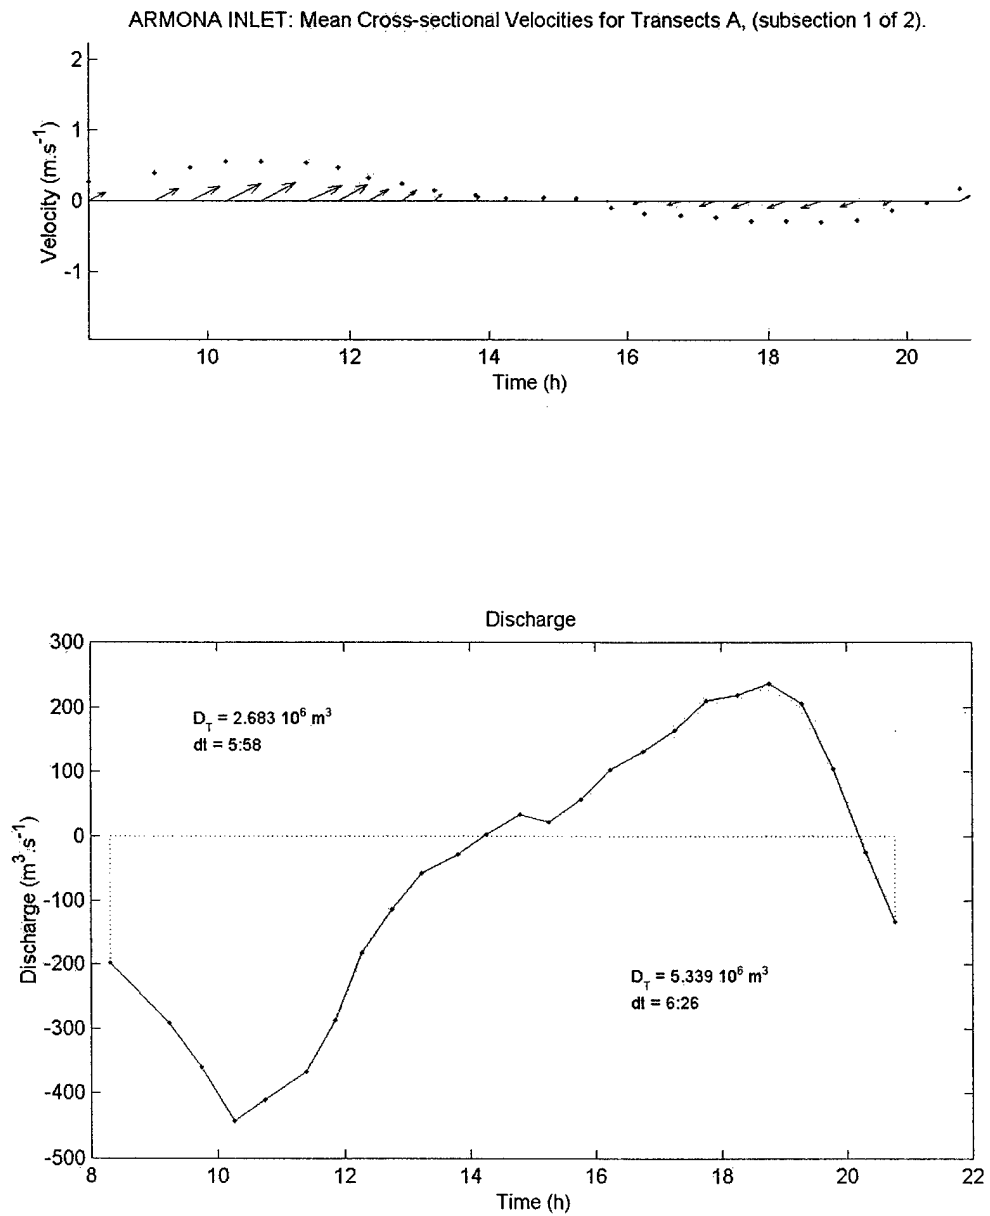 ARMONA INLET: Mean Cross-sectional Velocities for Transects A, (subsection 1 of 2).
2
1
0
-1
Velocity (m.s⁻¹)
10 12 14 16 18 20
Time (h)
Discharge
300
200
100
0
-100
-200
-300
-400
-500
Discharge (m³.s⁻¹)
D_T = 2.683 10⁶ m³
dt = 5:58
D_T = 5.339 10⁶ m³
dt = 6:26
8 10 12 14 16 18 20 22
Time (h)